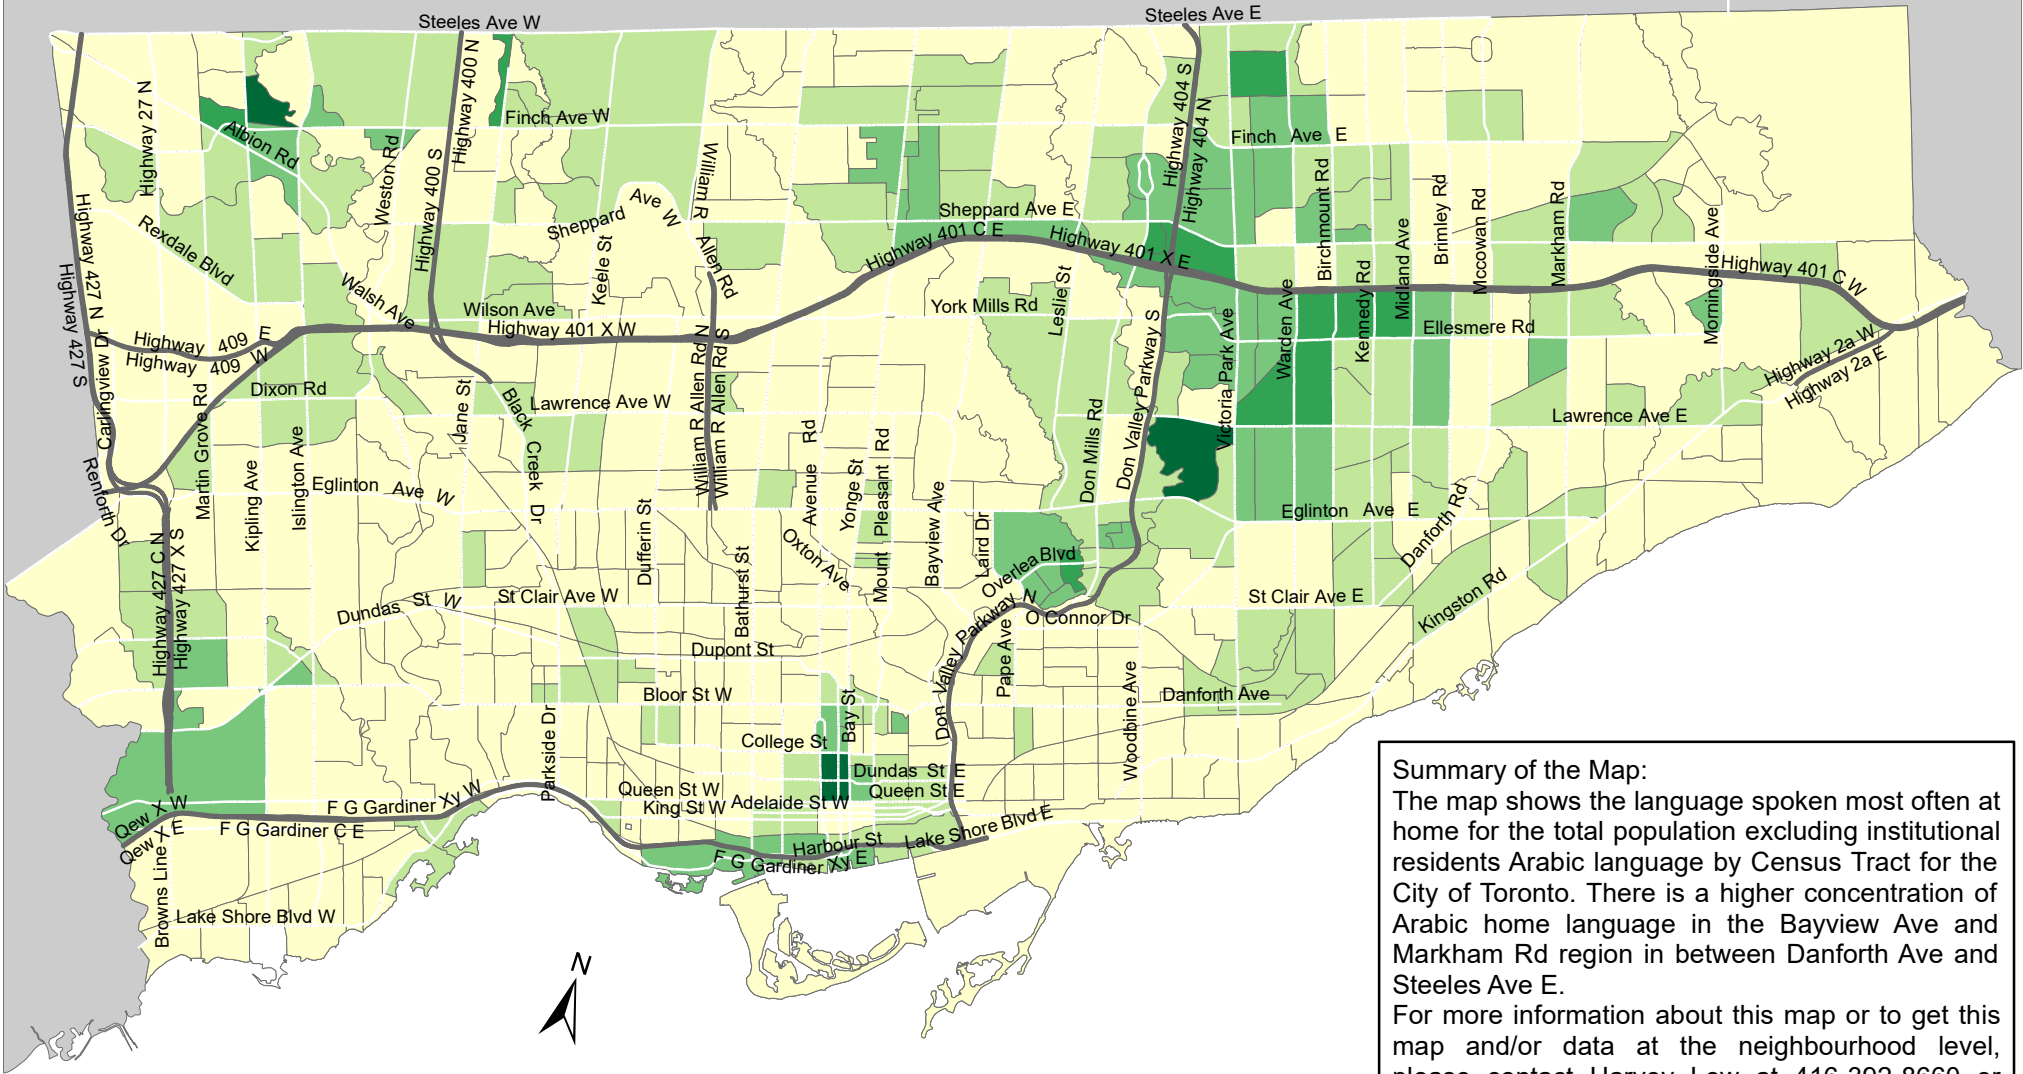 Steeles Ave W
Steeles Ave E
Highway 27 N
Highway 400 N
Highway 404 S
Finch Ave W
Albion Rd
Highway 404 N
Finch Ave E
Weston Rd
Highway 400 S
William R
Allen Rd
Birchmount Rd
Brimley Rd
Mccowan Rd
Markham Rd
Morningside Ave
Sheppard Ave W
Sheppard Ave E
Highway 427 N
Rexdale Blvd
Keele St
Highway 401 C E
Highway 401 X E
Midland Ave
Highway 401 C W
Highway 427 S
Walsh Ave
Wilson Ave
York Mills Rd
Leslie St
Kennedy Rd
Warden Ave
Highway 401 X W
Ellesmere Rd
Highway 409 E
Highway 409 W
Carlingview Dr
Victoria Park Ave
Highway 2a W
Highway 2a E
Dixon Rd
Martin Grove Rd
Jane St
Black Creek Dr
Lawrence Ave W
William R Allen Rd N
William R Allen Rd S
Don Valley Parkway S
Don Mills Rd
Lawrence Ave E
Renforth Dr
Kipling Ave
Islington Ave
Eglinton Ave W
Avenue Rd
Yonge St
Mount Pleasant Rd
Bayview Ave
Eglinton Ave E
Danforth Rd
Dufferin St
Bathurst St
Oxton Ave
Laird Dr
Overlea Blvd
Highway 427 C N
Highway 427 X S
Dundas St W
St Clair Ave W
St Clair Ave E
Kingston Rd
O Connor Dr
Don Valley Parkway N
Pape Ave
Dupont St
Bloor St W
Bay St
Woodbine Ave
Danforth Ave
Parkside Dr
College St
Dundas St E
Queen St W
Queen St E
King St W
Adelaide St W
F G Gardiner Xy W
Qew X W
Qew X E
F G Gardiner C E
Harbour St
Lake Shore Blvd E
F G Gardiner Xy E
Browns Line
Lake Shore Blvd W
N
Summary of the Map:
The map shows the language spoken most often at
home for the total population excluding institutional
residents Arabic language by Census Tract for the
City of Toronto. There is a higher concentration of
Arabic home language in the Bayview Ave and
Markham Rd region in between Danforth Ave and
Steeles Ave E.
For more information about this map or to get this
map and/or data at the neighbourhood level,
please contact Harvey Low at 416-392-8660 or